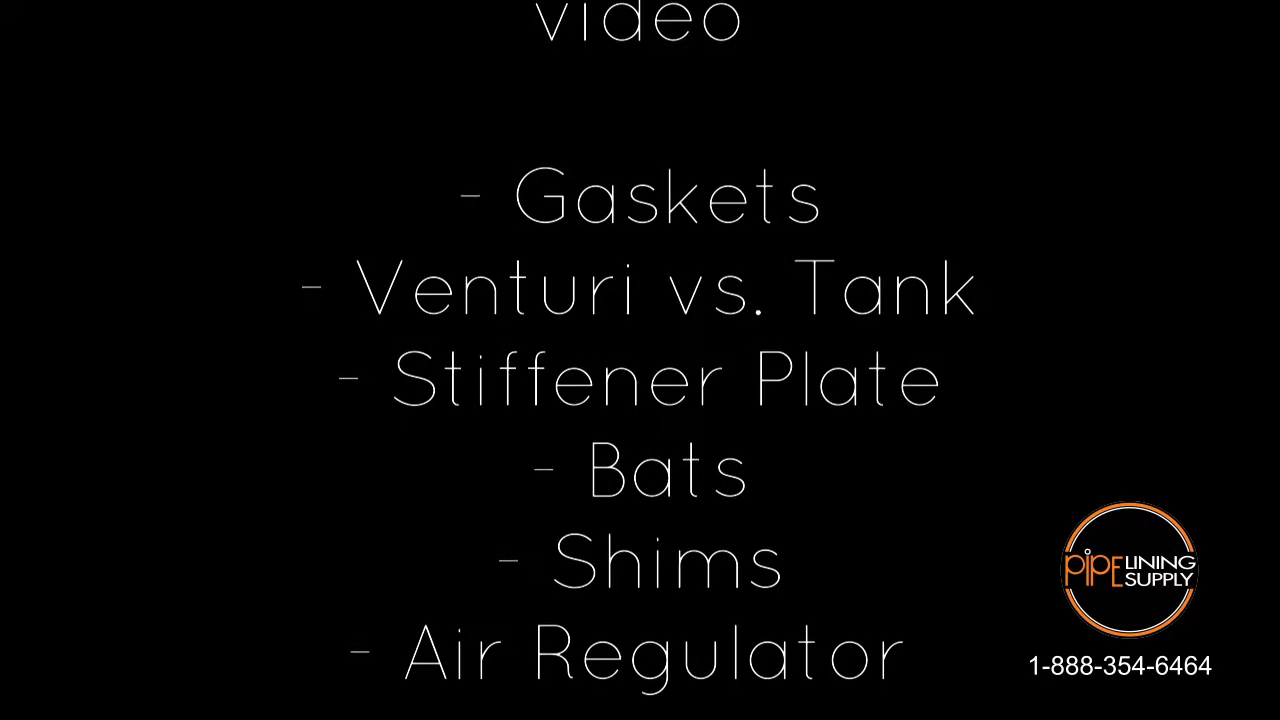 video
- Gaskets
- Venturi vs. Tank
- Stiffener Plate
- Bats
- Shims
- Air Regulator
PIPE LINING
SUPPLY
1-888-354-6464